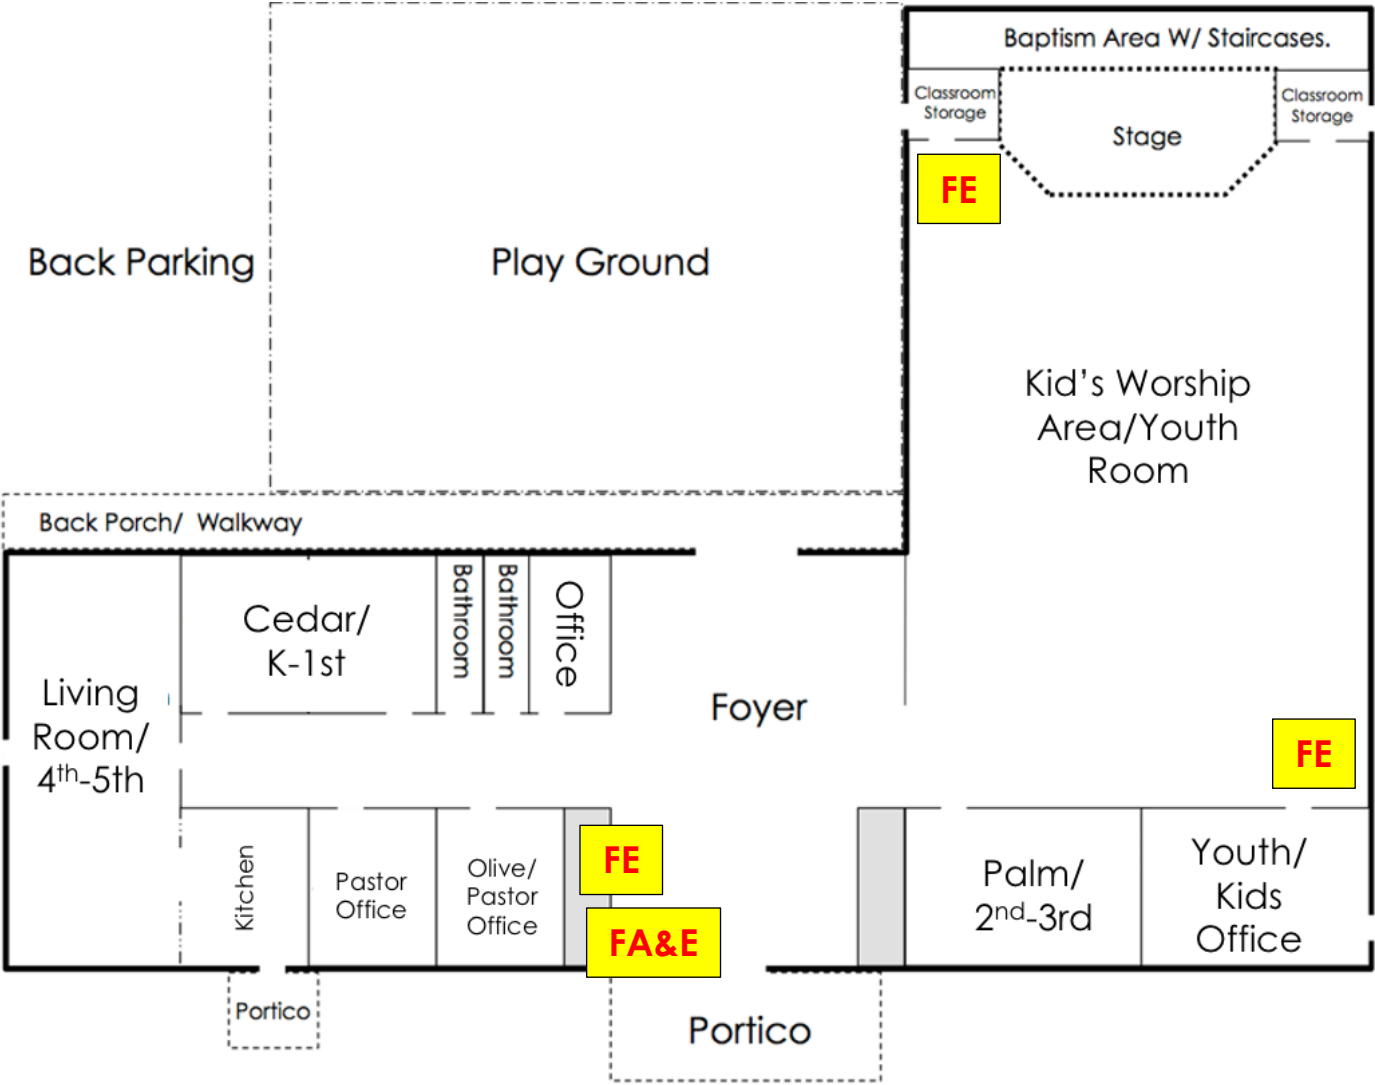 Baptism Area W/ Staircases.
Classroom
Storage
Stage
Classroom
Storage
FE
Back Parking
Play Ground
Kid’s Worship
Area/Youth
Room
Back Porch/ Walkway
Cedar/
K-1st
Bathroom
Bathroom
Office
Living
Room/
4th-5th
Foyer
FE
Kitchen
Pastor
Office
Olive/
Pastor
Office
FE
FA&E
Palm/
2nd-3rd
Youth/
Kids
Office
Portico
Portico